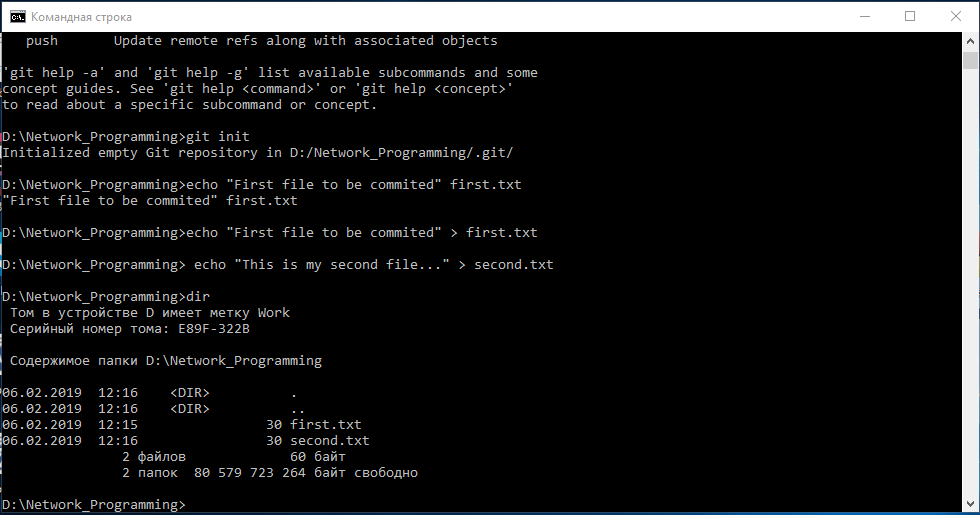 Командная строка
push       Update remote refs along with associated objects
'git help -a' and 'git help -g' list available subcommands and some
concept guides. See 'git help <command>' or 'git help <concept>'
to read about a specific subcommand or concept.
D:\Network_Programming>git init
Initialized empty Git repository in D:/Network_Programming/.git/
D:\Network_Programming>echo "First file to be commited" first.txt
"First file to be commited" first.txt
D:\Network_Programming>echo "First file to be commited" > first.txt
D:\Network_Programming> echo "This is my second file..." > second.txt
D:\Network_Programming>dir
Том в устройстве D имеет метку Work
Серийный номер тома: E89F-322B
Содержимое папки D:\Network_Programming
06.02.2019  12:16    <DIR>          .
06.02.2019  12:16    <DIR>          ..
06.02.2019  12:15                30 first.txt
06.02.2019  12:16                30 second.txt
2 файлов             60 байт
2 папок  80 579 723 264 байт свободно
D:\Network_Programming>